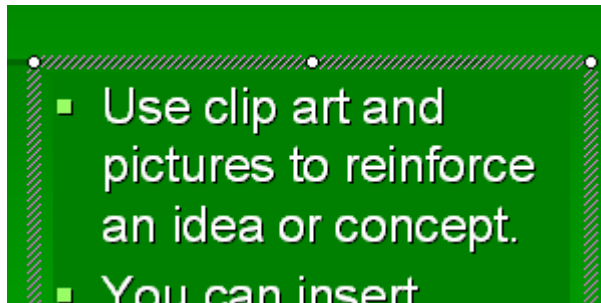 Use clip art and
pictures to reinforce
an idea or concept.
You can insert